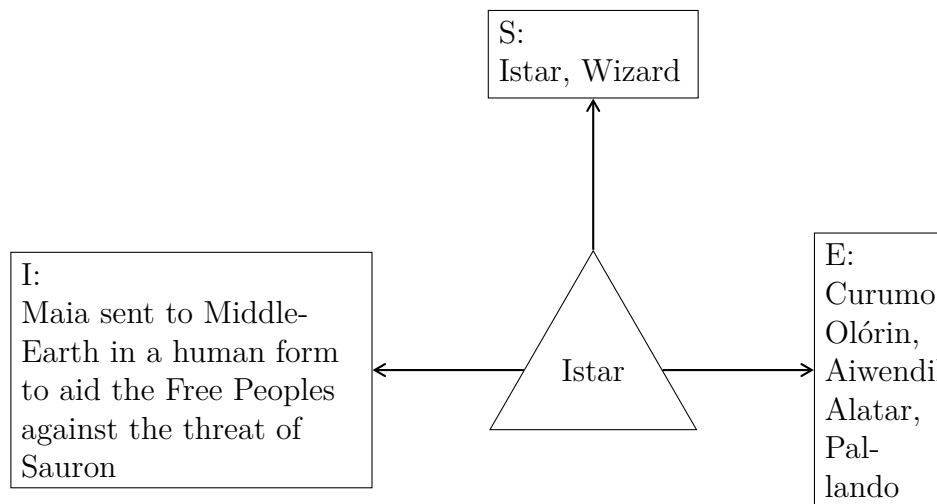 S:
Istar, Wizard
I:
Maia sent to Middle-
Earth in a human form
to aid the Free Peoples
against the threat of
Sauron
Istar
E:
Curumo
Olórin,
Aiwendil
Alatar,
Pal-
lando